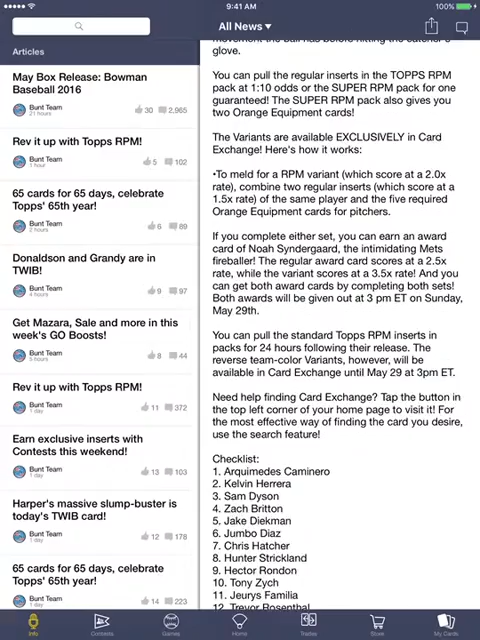 9:41 AM
100%
All News ▾
Articles
May Box Release: Bowman
Baseball 2016
Bunt Team
21 hours
30
2,965
Rev it up with Topps RPM!
Bunt Team
1 hour
5
102
65 cards for 65 days, celebrate
Topps' 65th year!
Bunt Team
2 hours
6
89
Donaldson and Grandy are in
TWIB!
Bunt Team
4 hours
9
97
Get Mazara, Sale and more in this
week's GO Boosts!
Bunt Team
5 hours
8
44
Rev it up with Topps RPM!
Bunt Team
1 day
11
372
Earn exclusive inserts with
Contests this weekend!
Bunt Team
1 day
13
103
Harper's massive slump-buster is
today's TWIB card!
Bunt Team
1 day
12
178
65 cards for 65 days, celebrate
Topps' 65th year!
Bunt Team
1 day
14
223
movement the ball has before hitting the catcher's
glove.
You can pull the regular inserts in the TOPPS RPM
pack at 1:10 odds or the SUPER RPM pack for one
guaranteed! The SUPER RPM pack also gives you
two Orange Equipment cards!
The Variants are available EXCLUSIVELY in Card
Exchange! Here's how it works:
•To meld for a RPM variant (which score at a 2.0x
rate), combine two regular inserts (which score at a
1.5x rate) of the same player and the five required
Orange Equipment cards for pitchers.
If you complete either set, you can earn an award
card of Noah Syndergaard, the intimidating Mets
fireballer! The regular award card scores at a 2.5x
rate, while the variant scores at a 3.5x rate! And you
can get both award cards by completing both sets!
Both awards will be given out at 3 pm ET on Sunday,
May 29th.
You can pull the standard Topps RPM inserts in
packs for 24 hours following their release. The
reverse team-color Variants, however, will be
available in Card Exchange until May 29 at 3pm ET.
Need help finding Card Exchange? Tap the button in
the top left corner of your home page to visit it! For
the most effective way of finding the card you desire,
use the search feature!
Checklist:
1. Arquimedes Caminero
2. Kelvin Herrera
3. Sam Dyson
4. Zach Britton
5. Jake Diekman
6. Jumbo Diaz
7. Chris Hatcher
8. Hunter Strickland
9. Hector Rondon
10. Tony Zych
11. Jeurys Familia
12. Trevor Rosenthal
Info
Contests
Games
Home
Trades
Store
My Cards